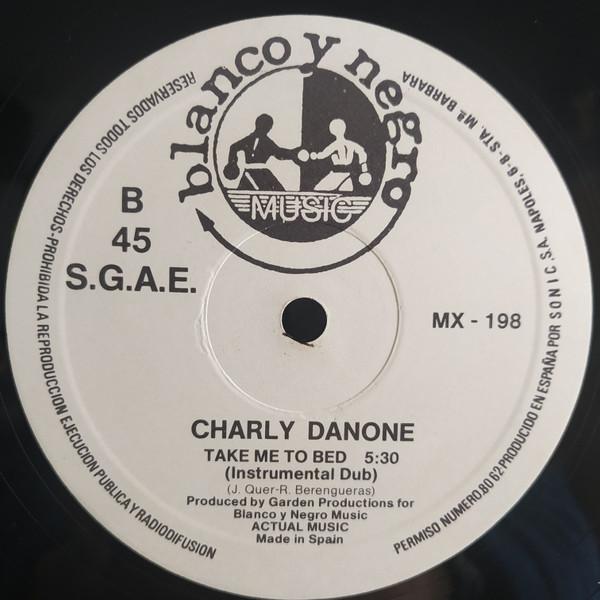 blanco y negro
MUSIC
B
45
S.G.A.E.
MX - 198
CHARLY DANONE
TAKE ME TO BED 5:30
(Instrumental Dub)
(J. Quer-R. Berengueras)
Produced by Garden Productions for
Blanco y Negro Music
ACTUAL MUSIC
Made in Spain
RESERVADOS TODOS LOS DERECHOS-PROHIBIDA LA REPRODUCCION EJECUCION PUBLICA Y RADIODIFUSION
PERMISO NUMERO.80 62 PRODUCIDO EN ESPAÑA POR SONIC S.A. NAPOLES, 6-8-STA. Mª. BARBARA